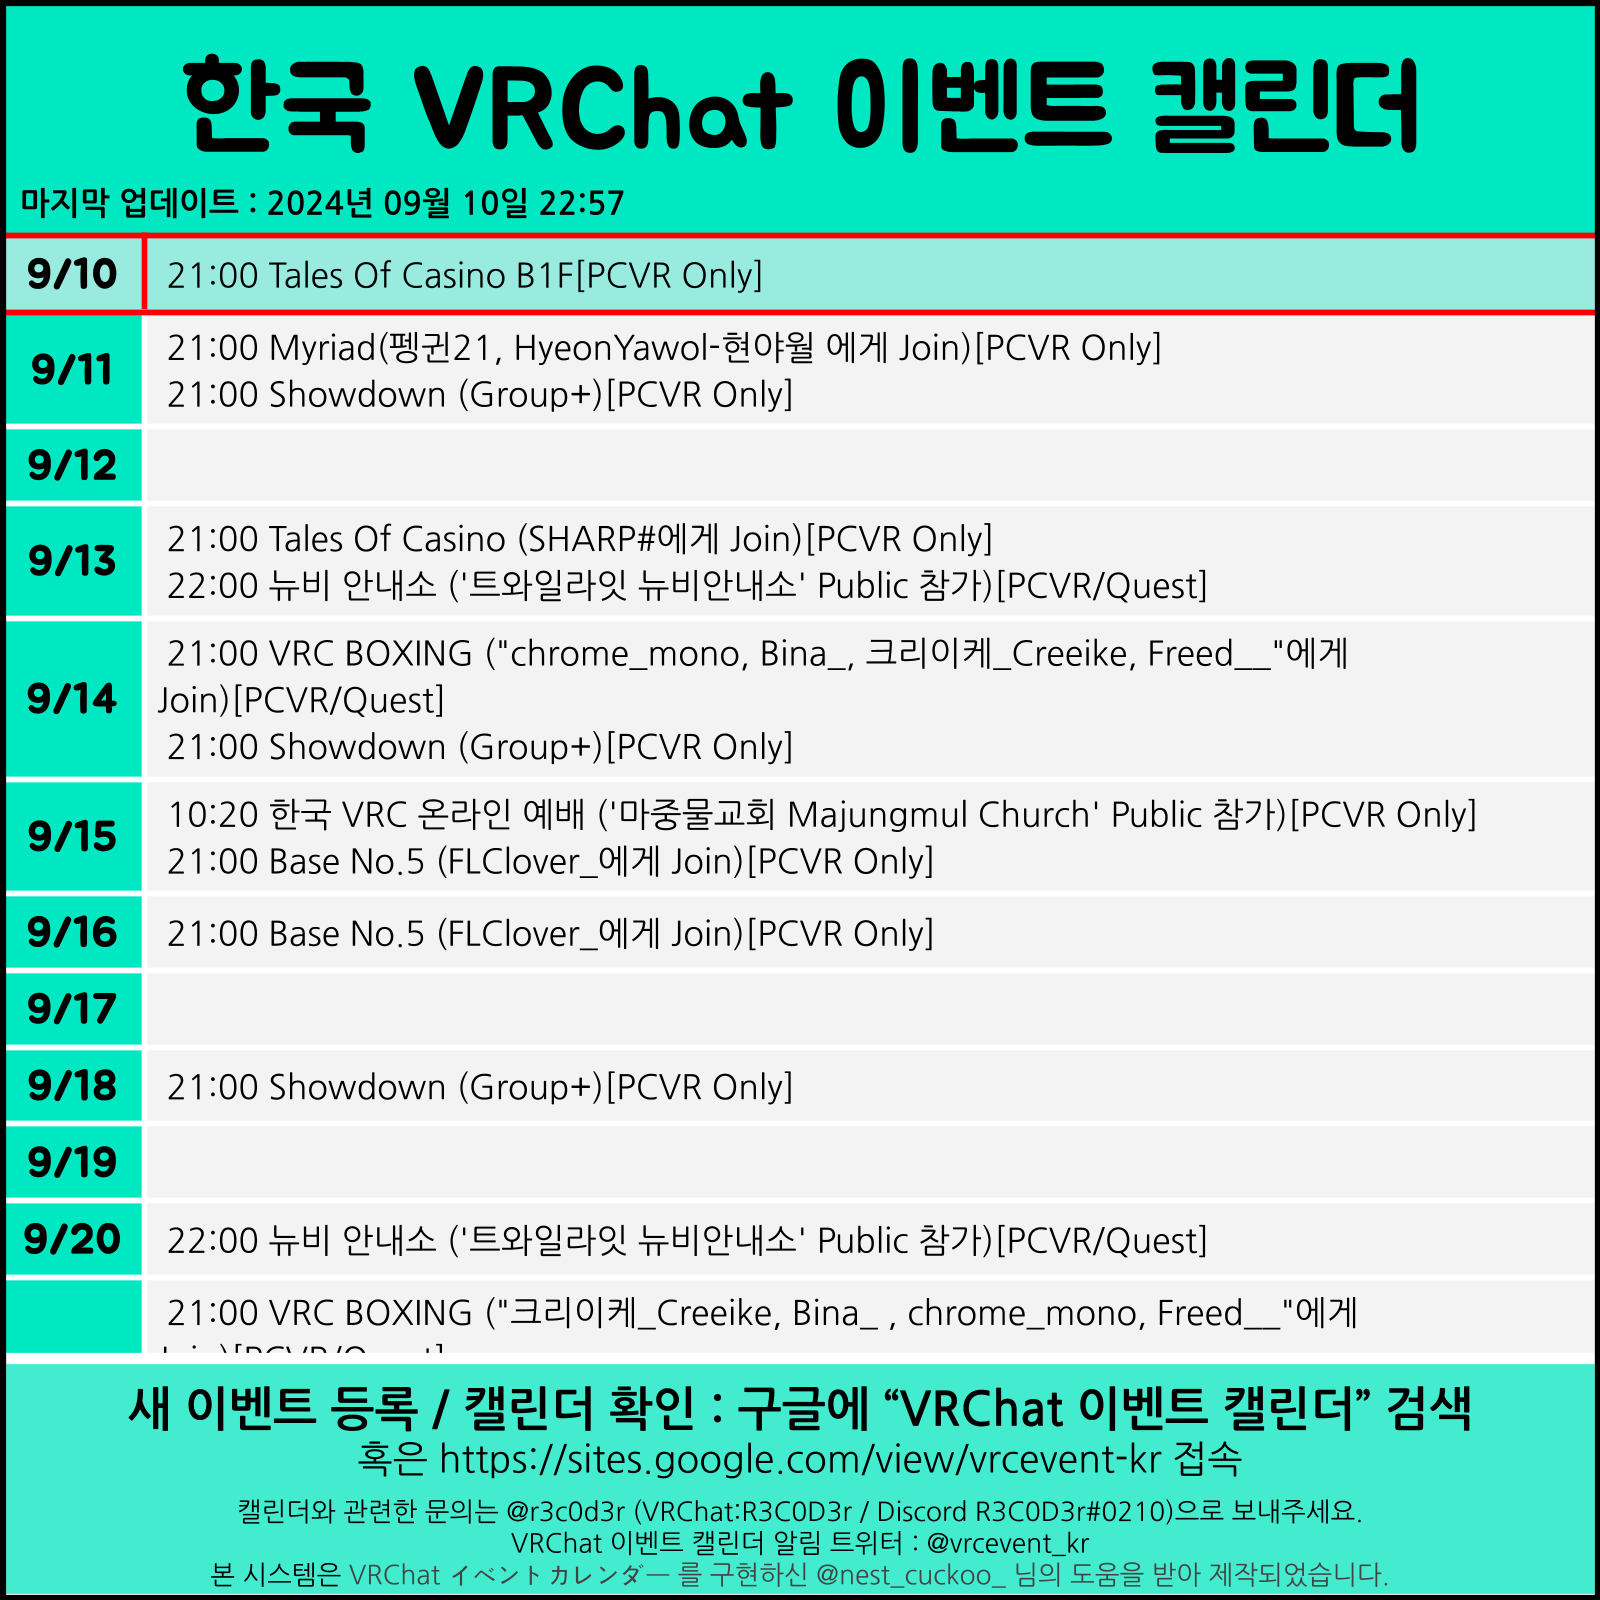 한국 VRChat 이벤트 캘린더
마지막 업데이트 : 2024년 09월 10일 22:57
9/10
21:00 Tales Of Casino B1F[PCVR Only]
9/11
21:00 Myriad(펭귄21, HyeonYawol-현야월 에게 Join)[PCVR Only]
21:00 Showdown (Group+)[PCVR Only]
9/12
9/13
21:00 Tales Of Casino (SHARP#에게 Join)[PCVR Only]
22:00 뉴비 안내소 ('트와일라잇 뉴비안내소' Public 참가)[PCVR/Quest]
9/14
21:00 VRC BOXING ("chrome_mono, Bina_, 크리이케_Creeike, Freed__"에게
Join)[PCVR/Quest]
21:00 Showdown (Group+)[PCVR Only]
9/15
10:20 한국 VRC 온라인 예배 ('마중물교회 Majungmul Church' Public 참가)[PCVR Only]
21:00 Base No.5 (FLClover_에게 Join)[PCVR Only]
9/16
21:00 Base No.5 (FLClover_에게 Join)[PCVR Only]
9/17
9/18
21:00 Showdown (Group+)[PCVR Only]
9/19
9/20
22:00 뉴비 안내소 ('트와일라잇 뉴비안내소' Public 참가)[PCVR/Quest]
21:00 VRC BOXING ("크리이케_Creeike, Bina_ , chrome_mono, Freed__"에게
Join)[PCVR/Quest]
새 이벤트 등록 / 캘린더 확인 : 구글에 “VRChat 이벤트 캘린더” 검색
혹은 https://sites.google.com/view/vrcevent-kr 접속
캘린더와 관련한 문의는 @r3c0d3r (VRChat:R3C0D3r / Discord R3C0D3r#0210)으로 보내주세요.
VRChat 이벤트 캘린더 알림 트위터 : @vrcevent_kr
본 시스템은 VRChat イベントカレンダー 를 구현하신 @nest_cuckoo_ 님의 도움을 받아 제작되었습니다.